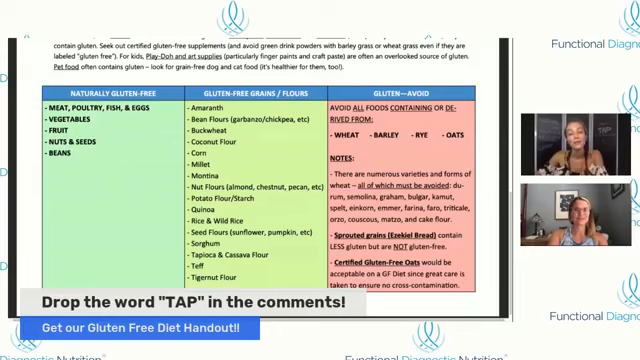 contain gluten. Seek out certified gluten-free supplements (and avoid green drink powders with barley grass or wheat grass even if they are
labeled "gluten-free"). For kids, Play-Doh and art supplies (particularly finger paints and craft paste) are often an overlooked source of gluten.
Pet food often contains gluten – look for grain-free dog and cat food (it's healthier for them, too!).
Functional Diagnostic
Functional
NATURALLY GLUTEN-FREE
- MEAT, POULTRY, FISH, & EGGS
- VEGETABLES
- FRUIT
- NUTS & SEEDS
- BEANS
GLUTEN-FREE GRAINS / FLOURS
- Amaranth
- Bean Flours (garbanzo/chickpea, etc)
- Buckwheat
- Coconut Flour
- Corn
- Millet
- Montina
- Nut Flours (almond, chestnut, pecan, etc)
- Potato Flour/Starch
- Quinoa
- Rice & Wild Rice
- Seed Flours (sunflower, pumpkin, etc)
- Sorghum
- Tapioca & Cassava Flour
- Teff
- Tigernut Flour
GLUTEN—AVOID
AVOID ALL FOODS CONTAINING OR DE-
RIVED FROM:
- WHEAT - BARLEY - RYE - OATS
NOTES:
- There are numerous varieties and forms of
wheat – all of which must be avoided: du-
rum, semolina, graham, bulgar, kamut,
spelt, einkorn, emmer, farina, faro, triticale,
orzo, couscous, matzo, and cake flour.
- Sprouted grains (Ezekiel Bread) contain
LESS gluten but are NOT gluten-free.
- Certified Gluten-Free Oats would be
acceptable on a GF Diet since great care is
taken to ensure no cross-contamination.
Drop the word "TAP" in the comments!
Get our Gluten Free Diet Handout!!
Functional Diagno
Functional Diagnostic Nutrition®